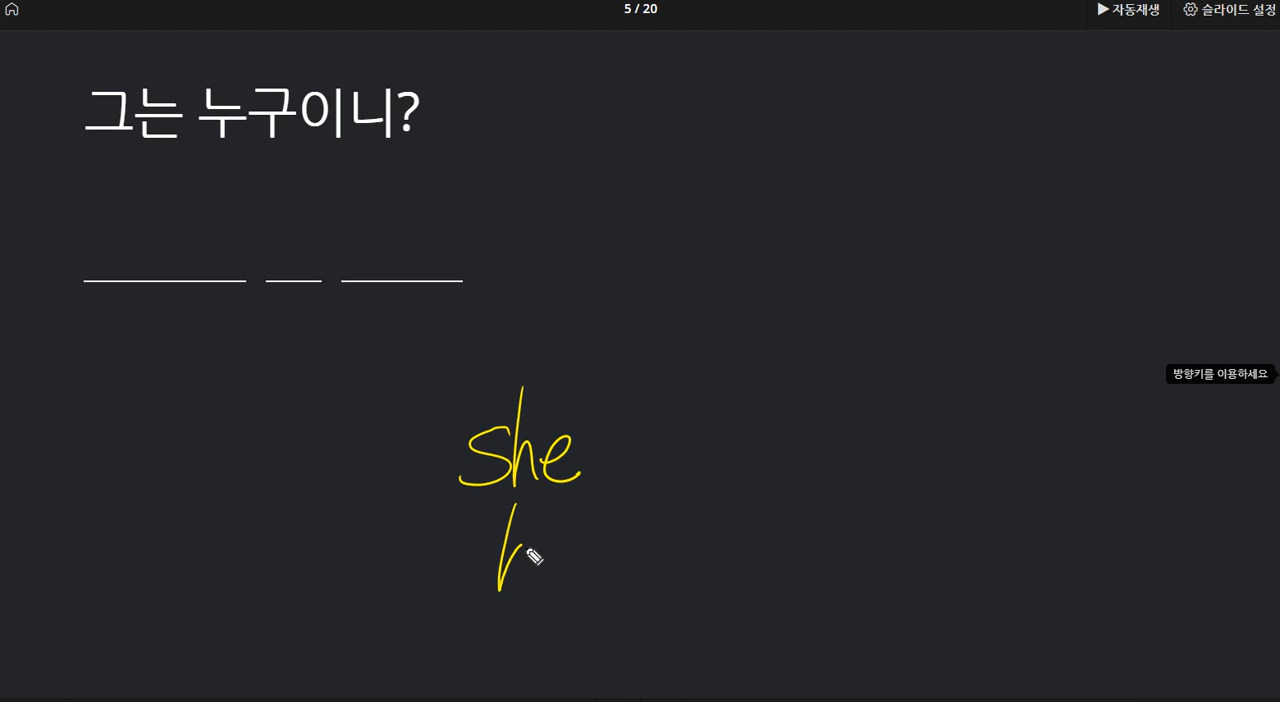 5 / 20
자동재생
슬라이드 설정
그는 누구이니?
방향키를 이용하세요
she